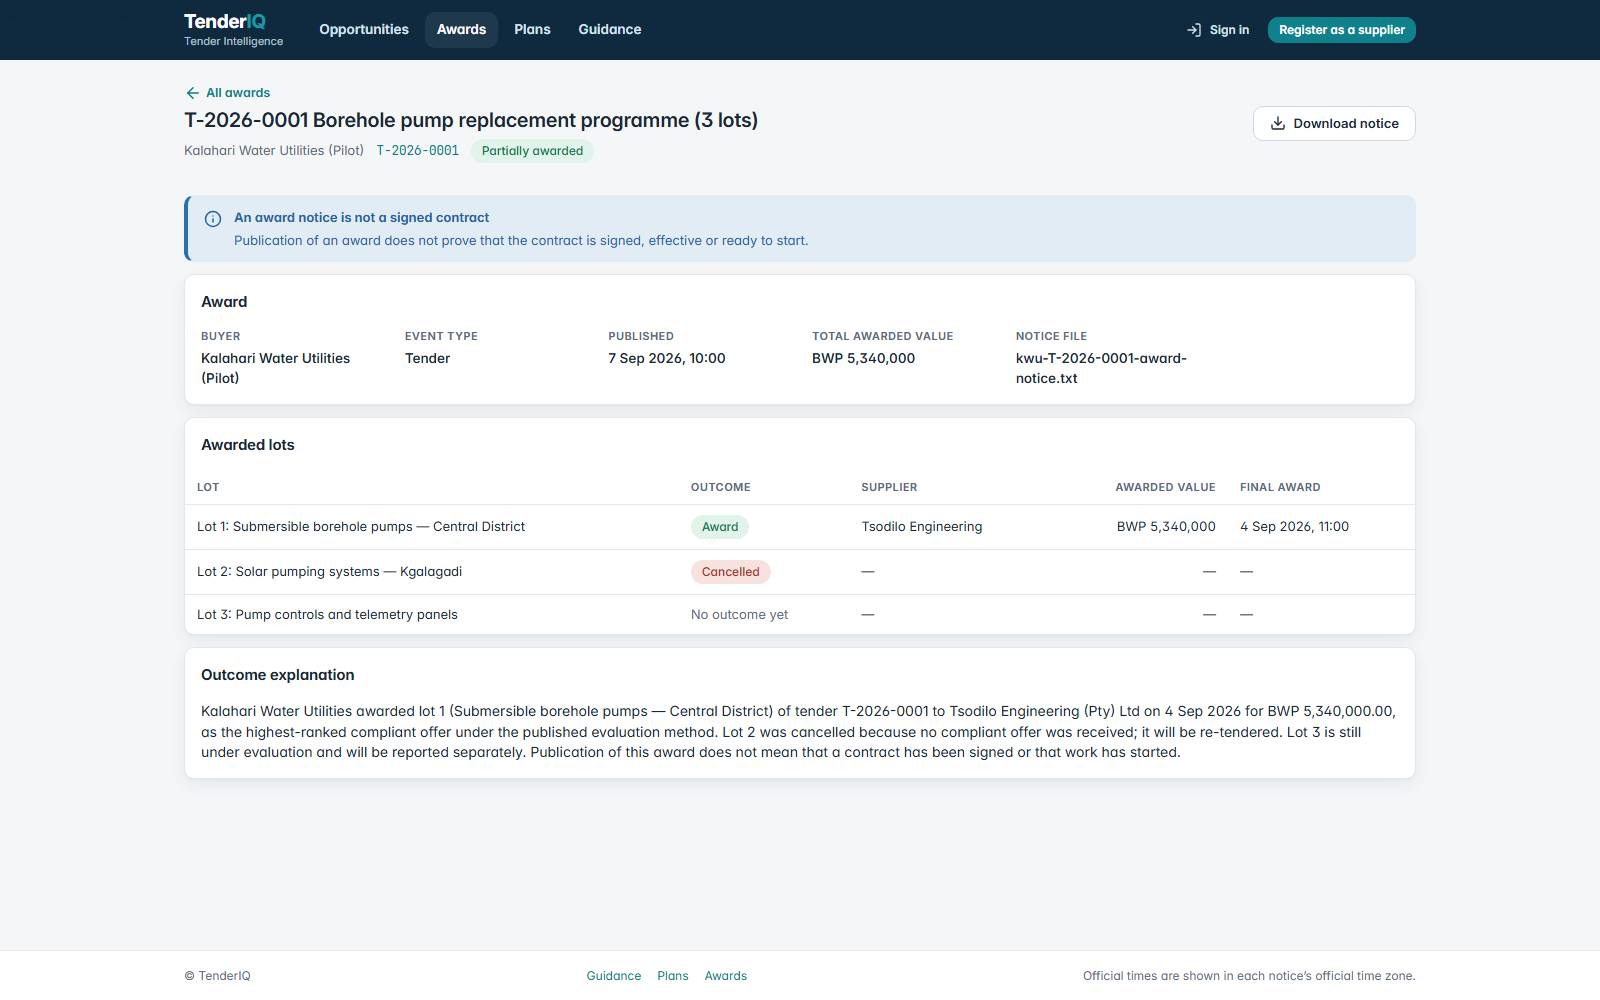 TenderIQ
Tender Intelligence
Opportunities
Awards
Plans
Guidance
Sign in
Register as a supplier
All awards
T-2026-0001 Borehole pump replacement programme (3 lots)
Download notice
Kalahari Water Utilities (Pilot) T-2026-0001 Partially awarded
An award notice is not a signed contract
Publication of an award does not prove that the contract is signed, effective or ready to start.
Award
BUYER EVENT TYPE PUBLISHED TOTAL AWARDED VALUE NOTICE FILE
Kalahari Water Utilities Tender 7 Sep 2026, 10:00 BWP 5,340,000 kwu-T-2026-0001-award-
(Pilot) notice.txt
Awarded lots
LOT OUTCOME SUPPLIER AWARDED VALUE FINAL AWARD
Lot 1: Submersible borehole pumps — Central District Award Tsodilo Engineering BWP 5,340,000 4 Sep 2026, 11:00
Lot 2: Solar pumping systems — Kgalagadi Cancelled — — —
Lot 3: Pump controls and telemetry panels No outcome yet — — —
Outcome explanation
Kalahari Water Utilities awarded lot 1 (Submersible borehole pumps — Central District) of tender T-2026-0001 to Tsodilo Engineering (Pty) Ltd on 4 Sep 2026 for BWP 5,340,000.00,
as the highest-ranked compliant offer under the published evaluation method. Lot 2 was cancelled because no compliant offer was received; it will be re-tendered. Lot 3 is still
under evaluation and will be reported separately. Publication of this award does not mean that a contract has been signed or that work has started.
© TenderIQ
Guidance Plans Awards
Official times are shown in each notice’s official time zone.